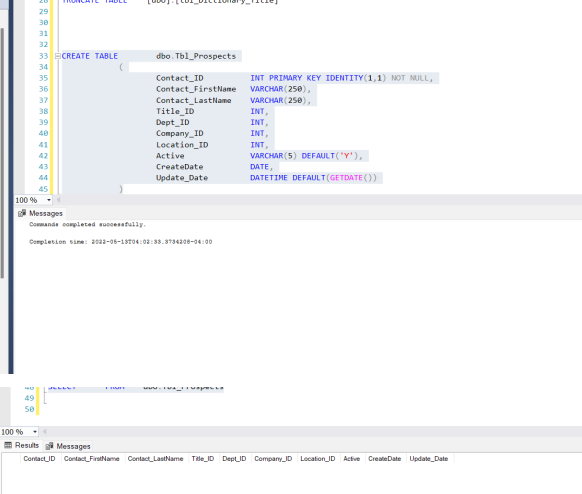 28 TRUNCATE TABLE [dbo].[tbl_Dictionary_Title]
29
30
31
32
33 CREATE TABLE dbo.Tbl_Prospects
34 (
35 Contact_ID INT PRIMARY KEY IDENTITY(1,1) NOT NULL,
36 Contact_FirstName VARCHAR(250),
37 Contact_LastName VARCHAR(250),
38 Title_ID INT,
39 Dept_ID INT,
40 Company_ID INT,
41 Location_ID INT,
42 Active VARCHAR(5) DEFAULT('Y'),
43 CreateDate DATE,
44 Update_Date DATETIME DEFAULT(GETDATE())
45 )
100 %
Messages
Commands completed successfully.
Completion time: 2022-05-13T04:02:33.3734208-04:00
48 SELECT FROM dbo.Tbl_Prospects
49
50
100 %
Results Messages
Contact_ID Contact_FirstName Contact_LastName Title_ID Dept_ID Company_ID Location_ID Active CreateDate Update_Date